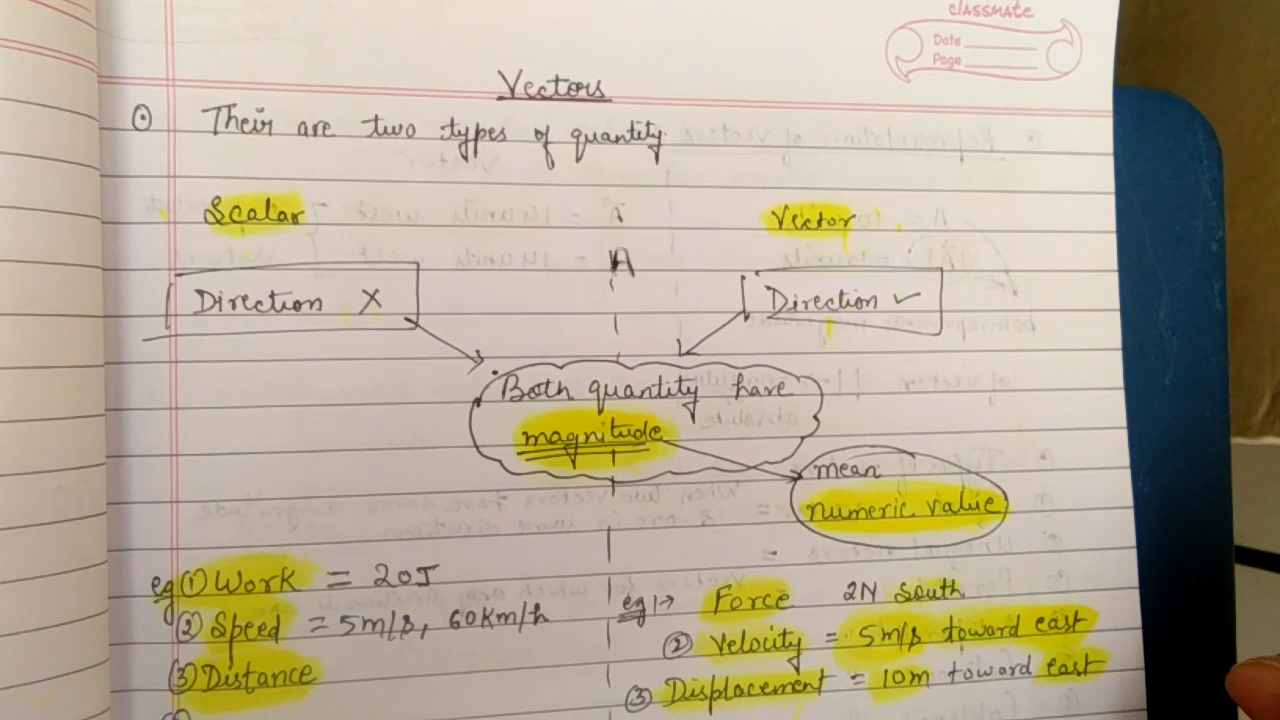 classmate
Date
Page
Vectors
Their are two types of quantity.
Scalar
Vector
A
Direction X
Direction ✓
Both quantity have
magnitude
mean
numeric value
eg ① Work = 20J
② Speed = 5m/s, 60Km/h
③ Distance
eg 1→ Force 2N South
② Velocity = 5m/s toward east
③ Displacement = 10m toward east